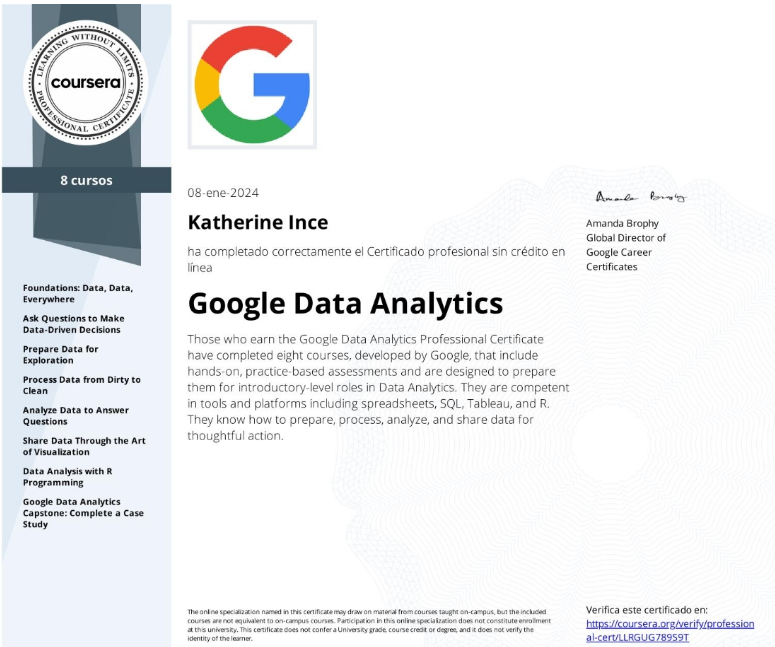 LEARNING WITHOUT LIMITS
coursera
PROFESSIONAL CERTIFICATE
8 cursos
Foundations: Data, Data,
Everywhere
Ask Questions to Make
Data-Driven Decisions
Prepare Data for
Exploration
Process Data from Dirty to
Clean
Analyze Data to Answer
Questions
Share Data Through the Art
of Visualization
Data Analysis with R
Programming
Google Data Analytics
Capstone: Complete a Case
Study
08-ene-2024
Katherine Ince
ha completado correctamente el Certificado profesional sin crédito en
línea
Google Data Analytics
Those who earn the Google Data Analytics Professional Certificate
have completed eight courses, developed by Google, that include
hands-on, practice-based assessments and are designed to prepare
them for introductory-level roles in Data Analytics. They are competent
in tools and platforms including spreadsheets, SQL, Tableau, and R.
They know how to prepare, process, analyze, and share data for
thoughtful action.
Amanda Brophy
Amanda Brophy
Global Director of
Google Career
Certificates
The online specialization named in this certificate may draw on material from courses taught on-campus, but the included
courses are not equivalent to on-campus courses. Participation in this online specialization does not constitute enrollment
at this university. This certificate does not confer a University grade, course credit or degree, and it does not verify the
identity of the learner.
Verifica este certificado en:
https://coursera.org/verify/profession
al-cert/LLRGUG789S9T